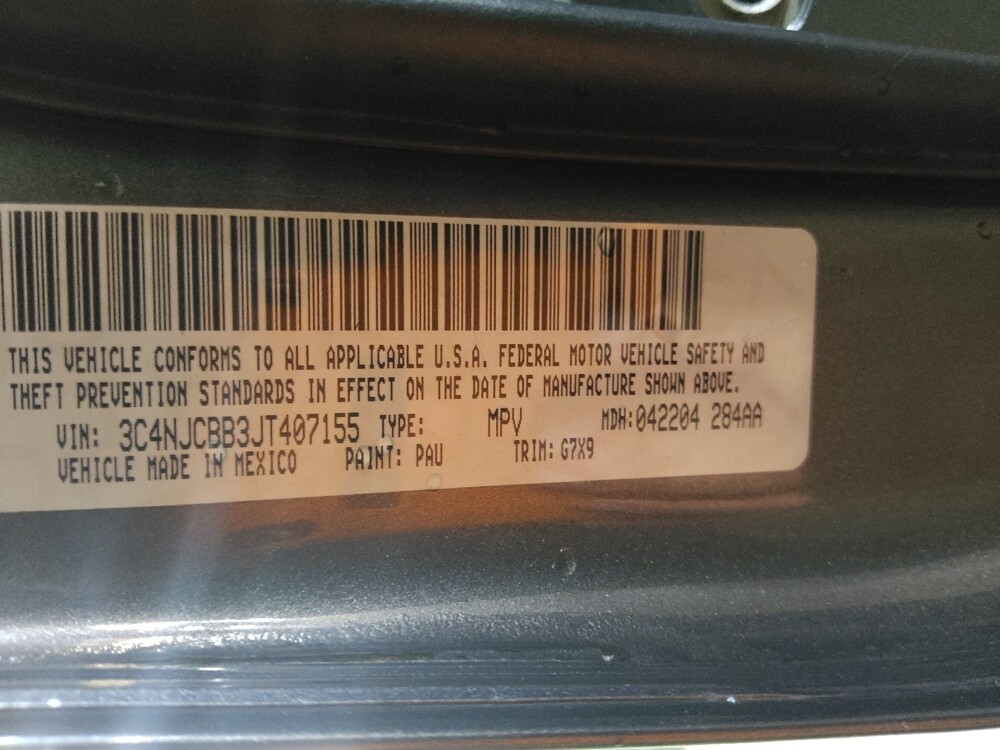 THIS VEHICLE CONFORMS TO ALL APPLICABLE U.S.A. FEDERAL MOTOR VEHICLE SAFETY AND
THEFT PREVENTION STANDARDS IN EFFECT ON THE DATE OF MANUFACTURE SHOWN ABOVE.
VIN: 3C4NJCBB3JT407155 TYPE: MPV MDH:042204 284AA
VEHICLE MADE IN MEXICO PAINT: PAU TRIM: G7X9